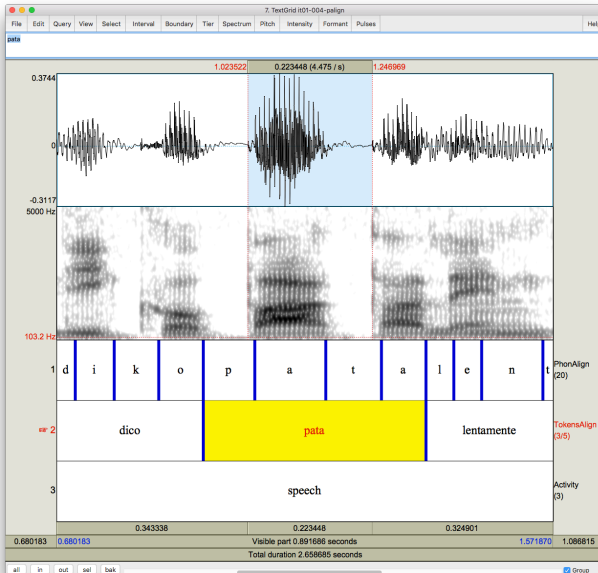 7. TextGrid it01-004-palign
File Edit Query View Select Interval Boundary Tier Spectrum Pitch Intensity Formant Pulses Hel
pata
1.023522 0.223448 (4.475 / s) 1.246969
0.3744
0
-0.3117
5000 Hz
103.2 Hz
1 d i k o p a t a l e n t PhonAlign (20)
2 dico pata lentamente TokensAlign (3/5)
3 speech Activity (3)
0.343338 0.223448 0.324901
0.680183 0.680183 Visible part 0.891686 seconds 1.571870 1.086815
Total duration 2.658685 seconds
all in out sel bak Group